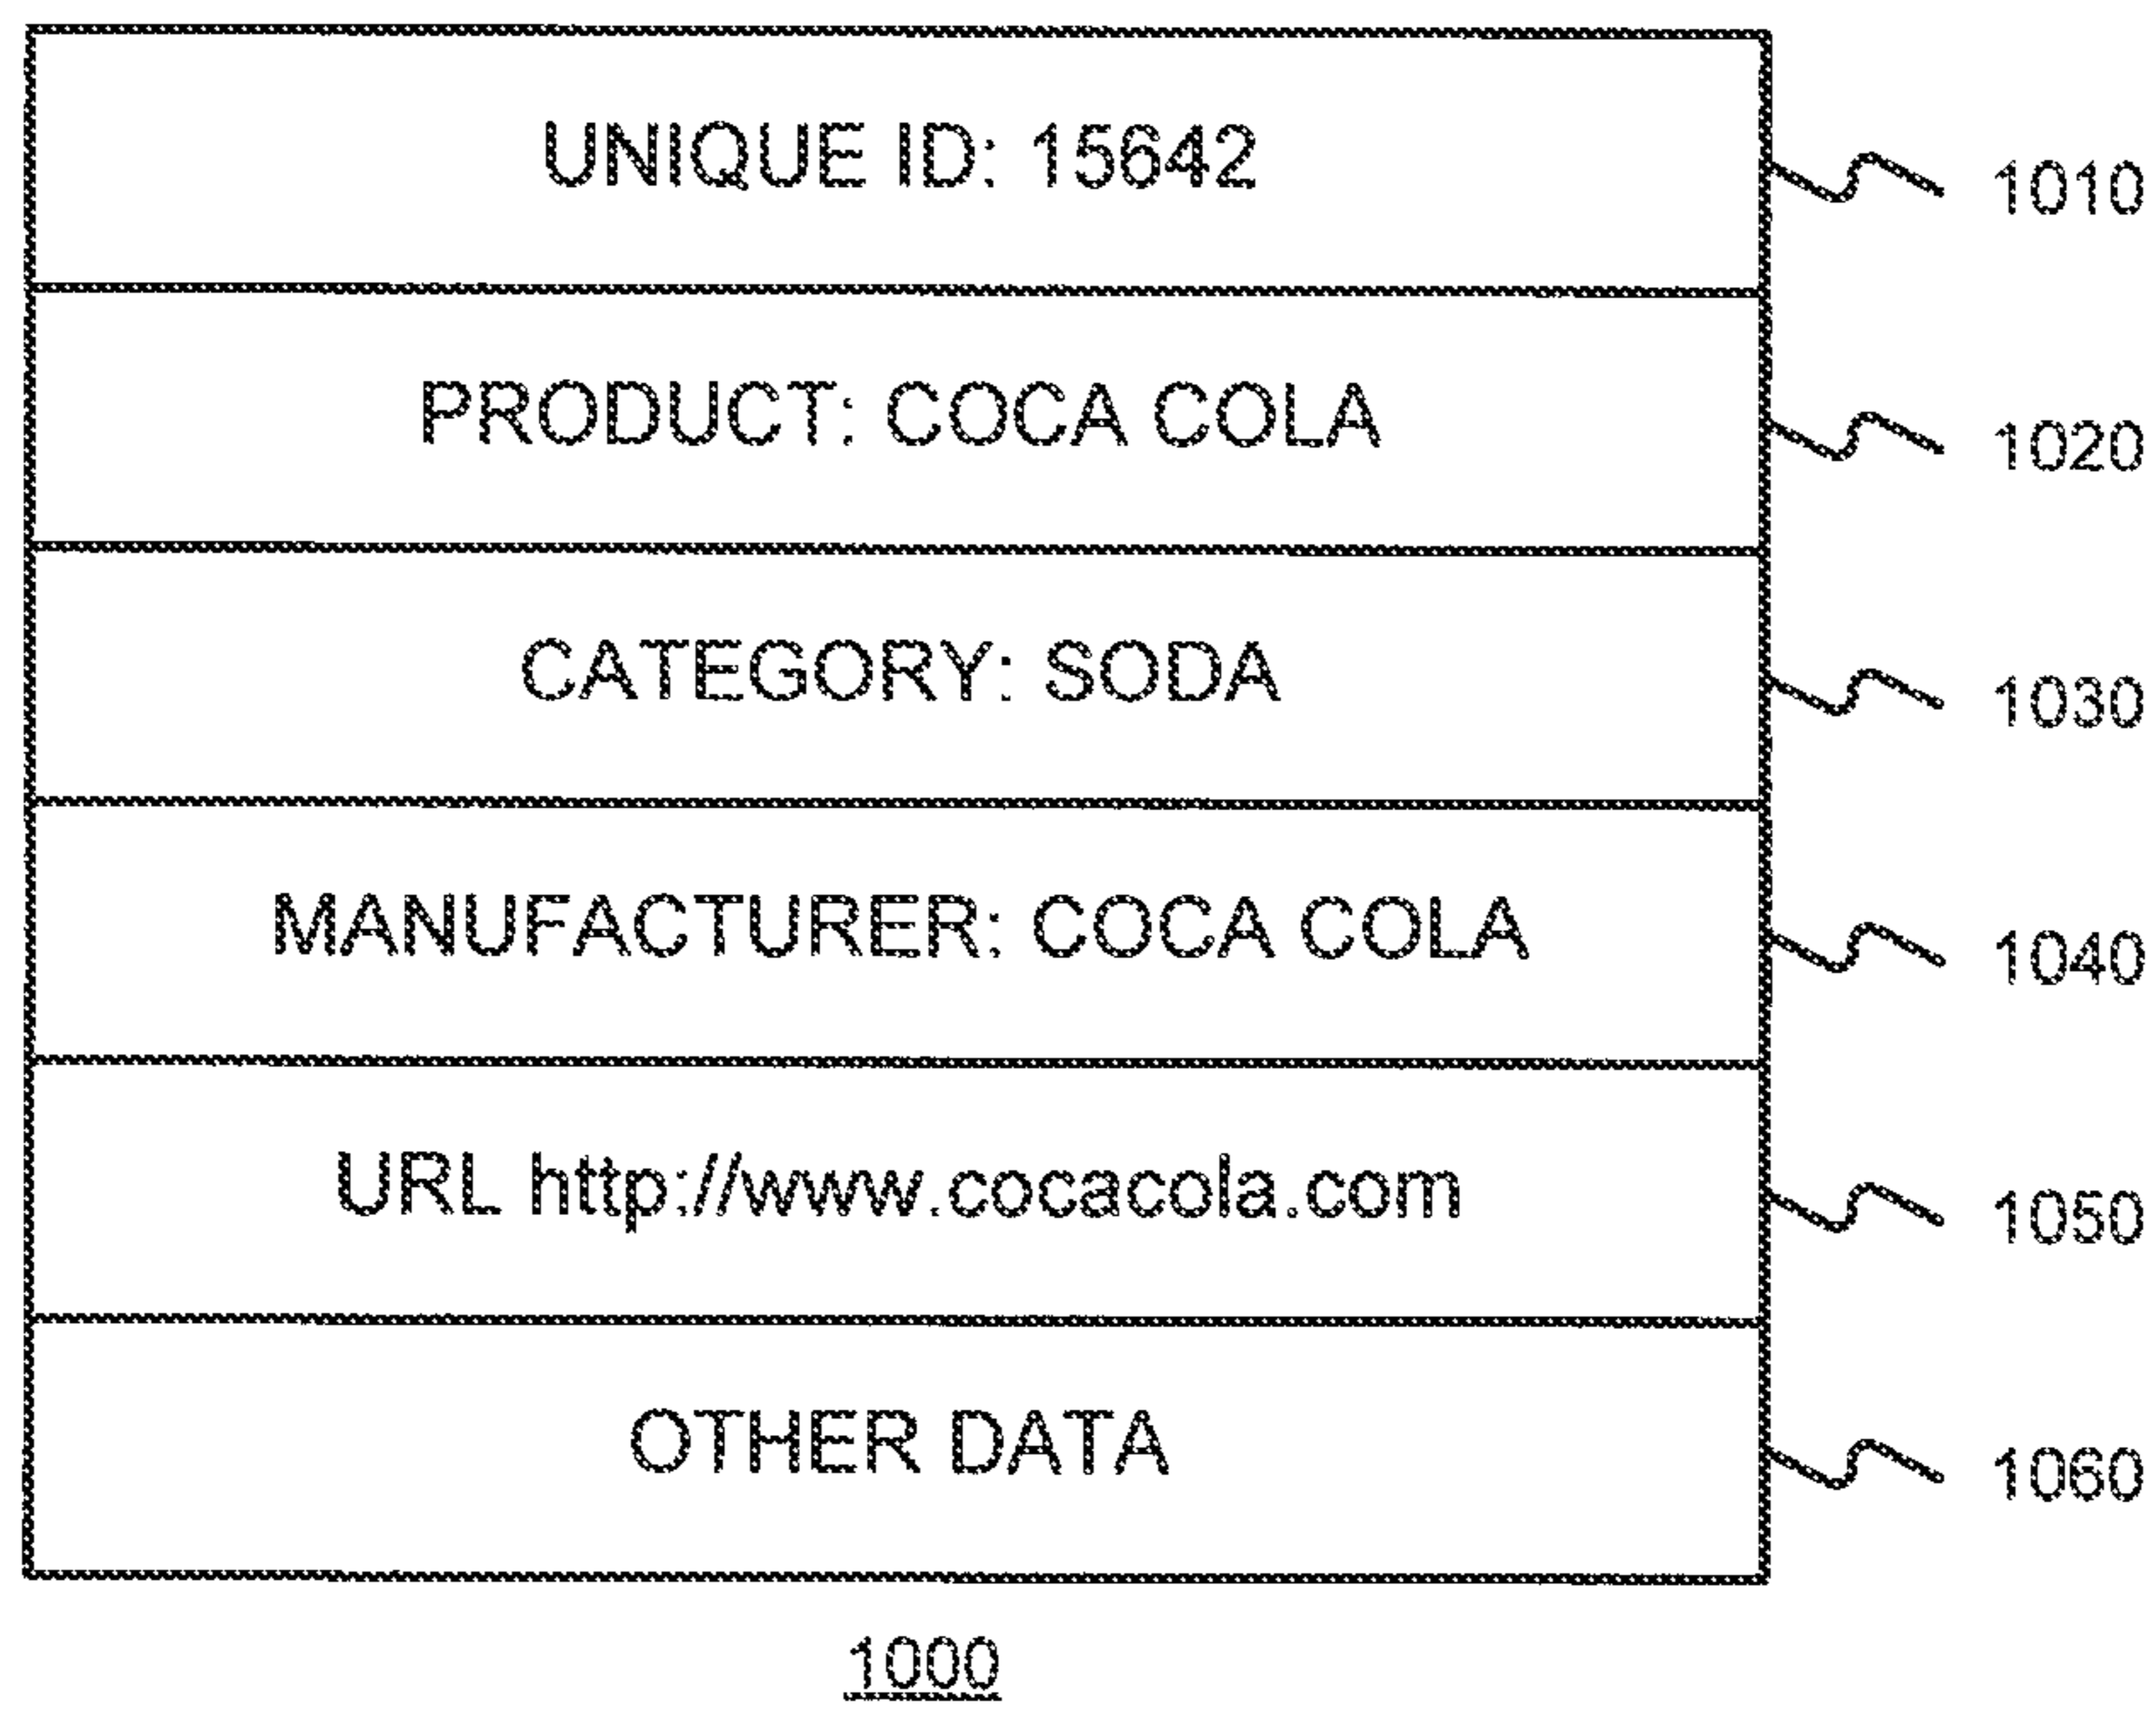 UNIQUE ID: 15642
1010
PRODUCT: COCA COLA
1020
CATEGORY: SODA
1030
MANUFACTURER: COCA COLA
1040
URL http://www.cocacola.com
1050
OTHER DATA
1060
1000